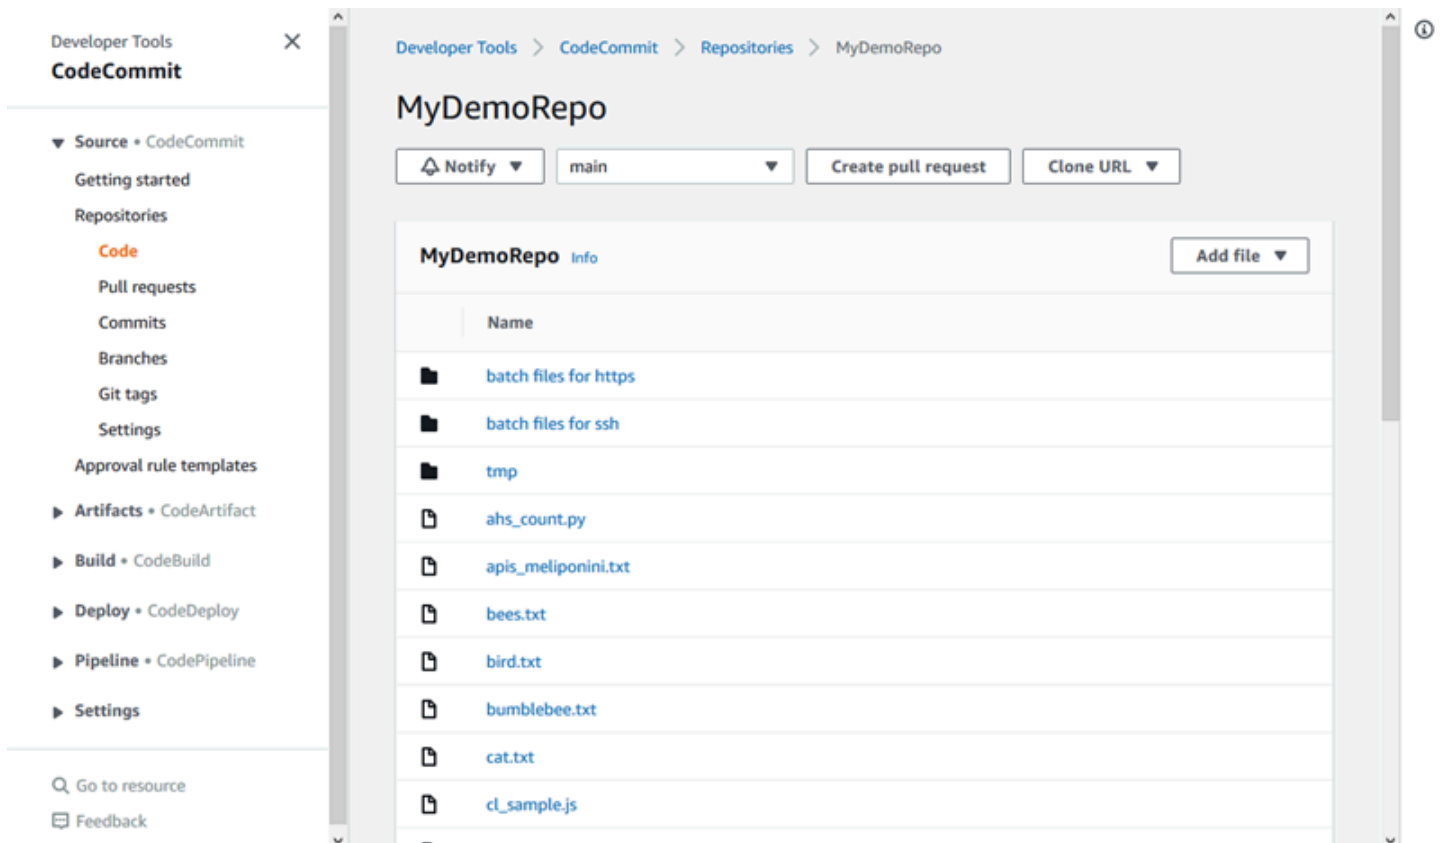 Developer Tools
CodeCommit
Source • CodeCommit
Getting started
Repositories
Code
Pull requests
Commits
Branches
Git tags
Settings
Approval rule templates
Artifacts • CodeArtifact
Build • CodeBuild
Deploy • CodeDeploy
Pipeline • CodePipeline
Settings
Go to resource
Feedback
Developer Tools > CodeCommit > Repositories > MyDemoRepo
MyDemoRepo
Notify main Create pull request Clone URL
MyDemoRepo Info Add file
Name
batch files for https
batch files for ssh
tmp
ahs_count.py
apis_meliponini.txt
bees.txt
bird.txt
bumblebee.txt
cat.txt
cl_sample.js